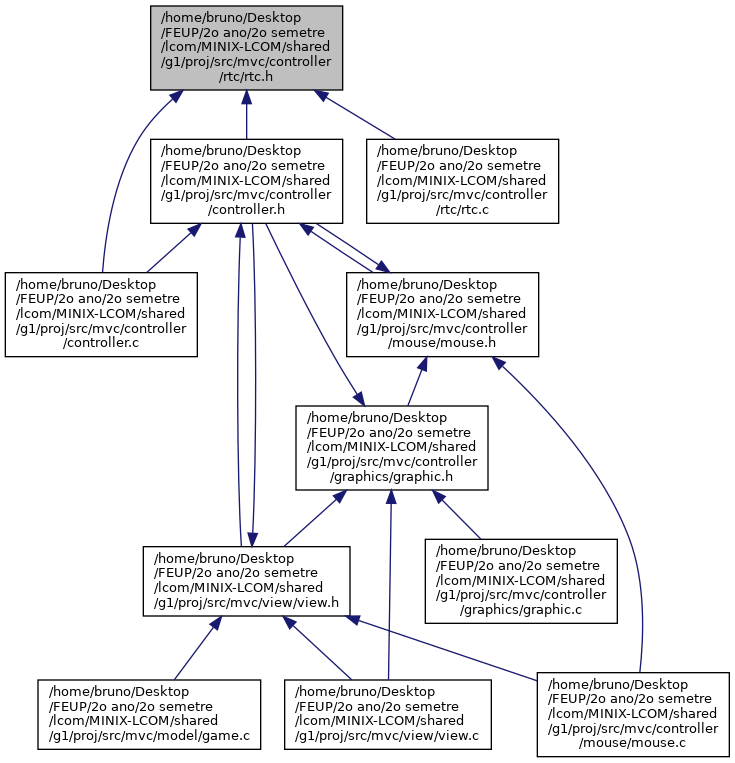 /home/bruno/Desktop
/FEUP/2o ano/2o semetre
/lcom/MINIX-LCOM/shared
/g1/proj/src/mvc/controller
/rtc/rtc.h
/home/bruno/Desktop
/FEUP/2o ano/2o semetre
/lcom/MINIX-LCOM/shared
/g1/proj/src/mvc/controller
/controller.h
/home/bruno/Desktop
/FEUP/2o ano/2o semetre
/lcom/MINIX-LCOM/shared
/g1/proj/src/mvc/controller
/rtc/rtc.c
/home/bruno/Desktop
/FEUP/2o ano/2o semetre
/lcom/MINIX-LCOM/shared
/g1/proj/src/mvc/controller
/controller.c
/home/bruno/Desktop
/FEUP/2o ano/2o semetre
/lcom/MINIX-LCOM/shared
/g1/proj/src/mvc/controller
/mouse/mouse.h
/home/bruno/Desktop
/FEUP/2o ano/2o semetre
/lcom/MINIX-LCOM/shared
/g1/proj/src/mvc/controller
/graphics/graphic.h
/home/bruno/Desktop
/FEUP/2o ano/2o semetre
/lcom/MINIX-LCOM/shared
/g1/proj/src/mvc/view/view.h
/home/bruno/Desktop
/FEUP/2o ano/2o semetre
/lcom/MINIX-LCOM/shared
/g1/proj/src/mvc/controller
/graphics/graphic.c
/home/bruno/Desktop
/FEUP/2o ano/2o semetre
/lcom/MINIX-LCOM/shared
/g1/proj/src/mvc/model/game.c
/home/bruno/Desktop
/FEUP/2o ano/2o semetre
/lcom/MINIX-LCOM/shared
/g1/proj/src/mvc/view/view.c
/home/bruno/Desktop
/FEUP/2o ano/2o semetre
/lcom/MINIX-LCOM/shared
/g1/proj/src/mvc/controller
/mouse/mouse.c